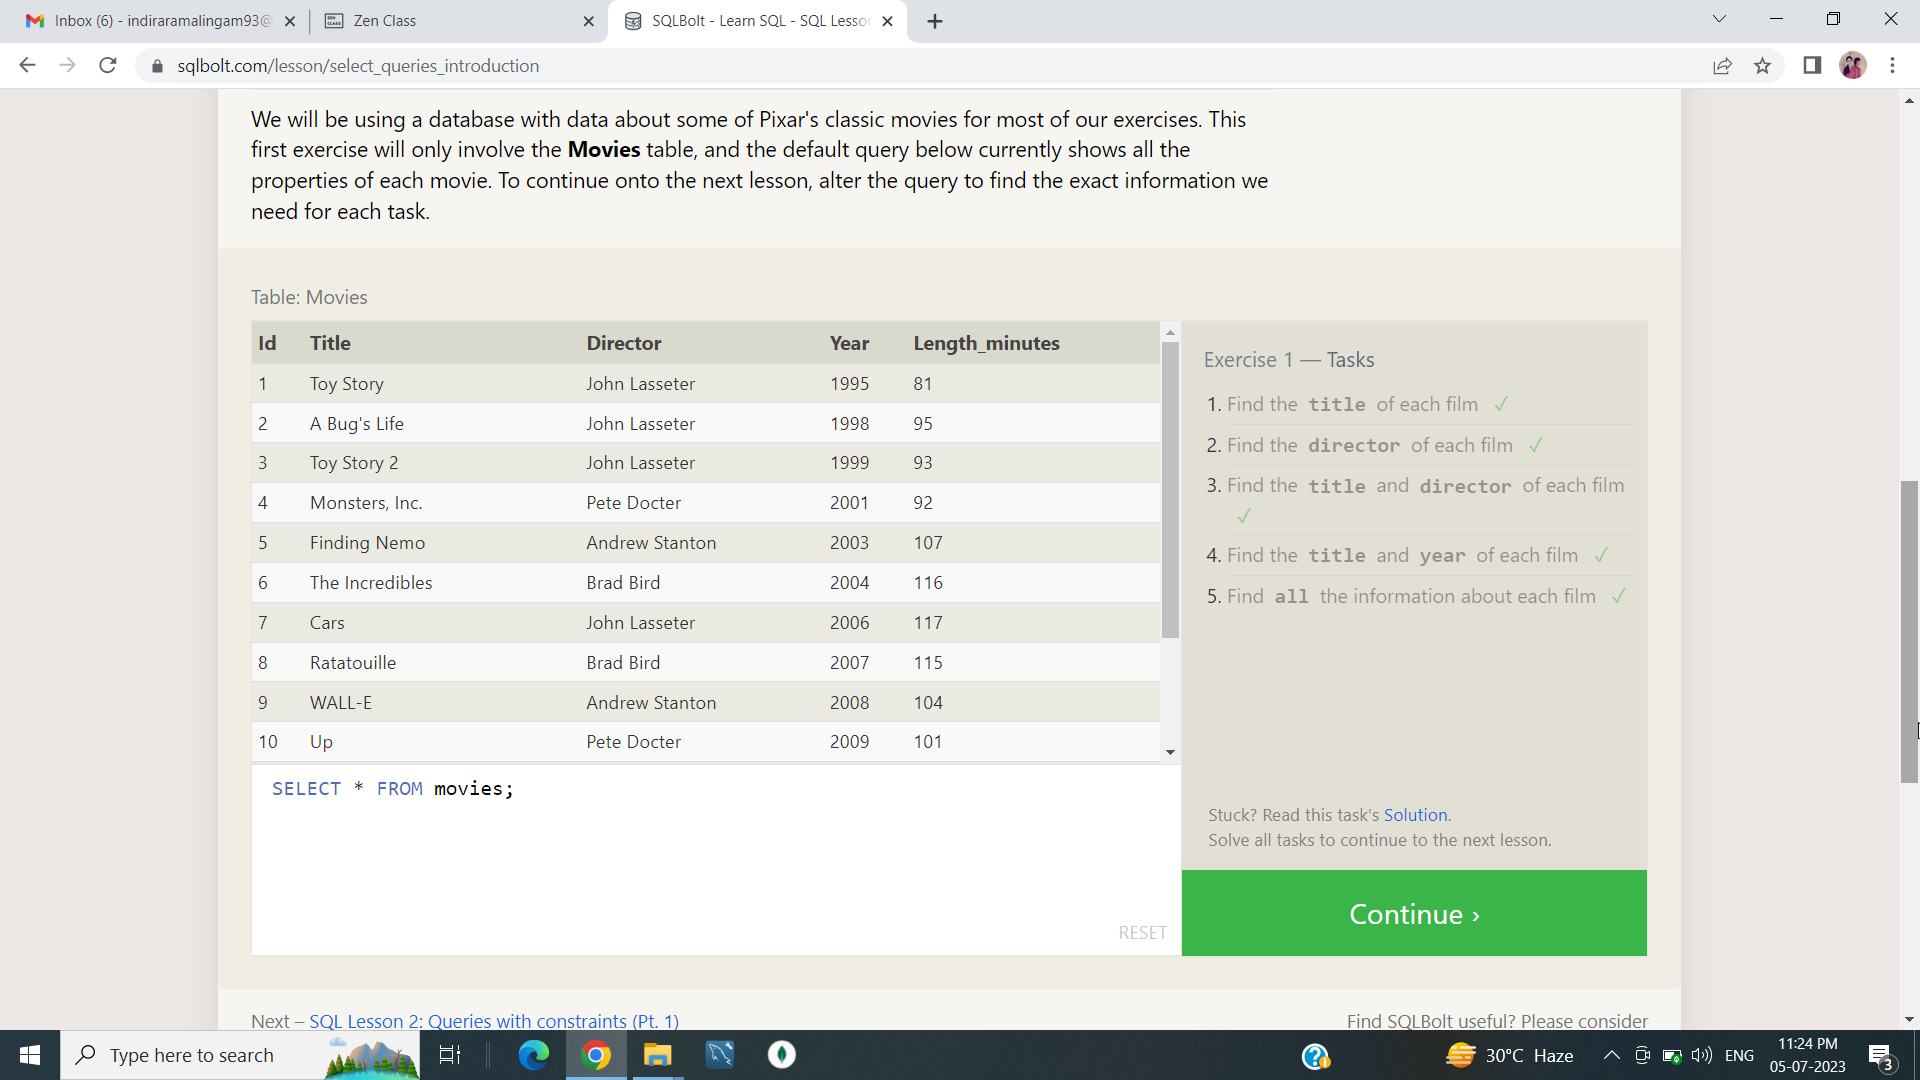 Inbox (6) - indiraramalingam93@
Zen Class
SQLBolt - Learn SQL - SQL Lesso
sqlbolt.com/lesson/select_queries_introduction
We will be using a database with data about some of Pixar's classic movies for most of our exercises. This
first exercise will only involve the Movies table, and the default query below currently shows all the
properties of each movie. To continue onto the next lesson, alter the query to find the exact information we
need for each task.
Table: Movies
Id Title Director Year Length_minutes
1 Toy Story John Lasseter 1995 81
2 A Bug's Life John Lasseter 1998 95
3 Toy Story 2 John Lasseter 1999 93
4 Monsters, Inc. Pete Docter 2001 92
5 Finding Nemo Andrew Stanton 2003 107
6 The Incredibles Brad Bird 2004 116
7 Cars John Lasseter 2006 117
8 Ratatouille Brad Bird 2007 115
9 WALL-E Andrew Stanton 2008 104
10 Up Pete Docter 2009 101
SELECT * FROM movies;
RESET
Exercise 1 — Tasks
1. Find the title of each film ✓
2. Find the director of each film ✓
3. Find the title and director of each film
✓
4. Find the title and year of each film ✓
5. Find all the information about each film ✓
Stuck? Read this task's Solution.
Solve all tasks to continue to the next lesson.
Continue ›
Next – SQL Lesson 2: Queries with constraints (Pt. 1)
Find SQLBolt useful? Please consider
Type here to search
30°C Haze
ENG
11:24 PM
05-07-2023
3